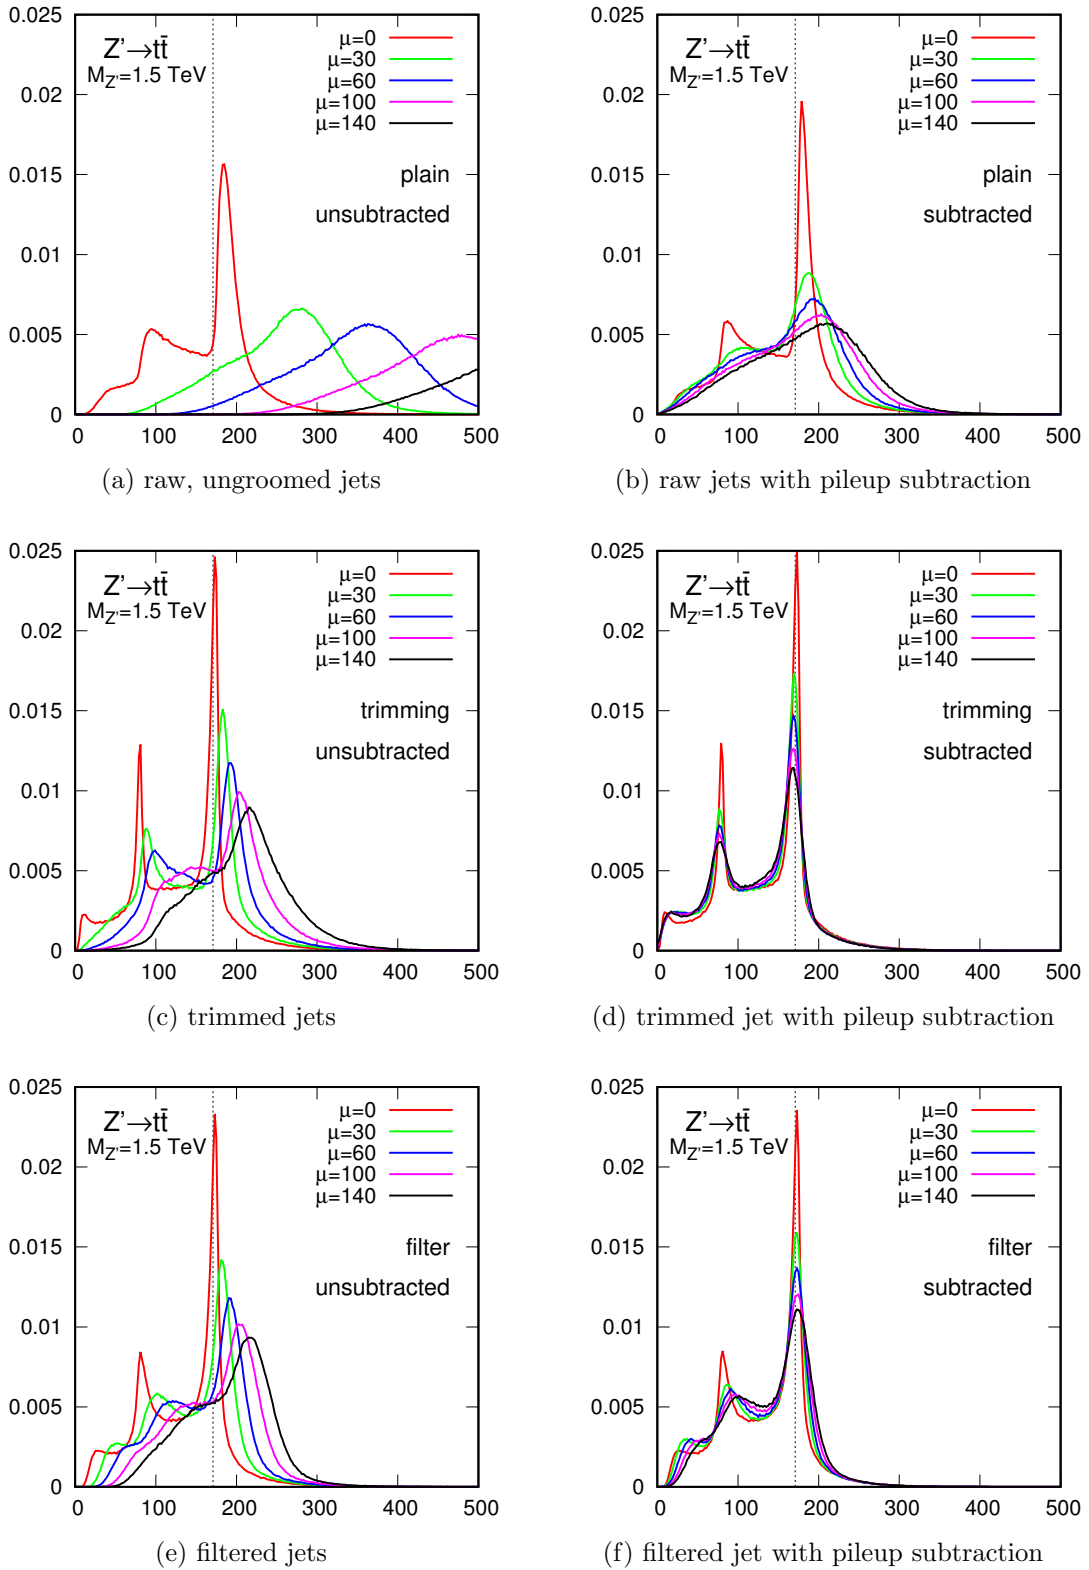 0.025
0.02
0.015
0.01
0.005
0
0 100 200 300 400 500
Z'→tt̄
M_Z'=1.5 TeV
μ=0
μ=30
μ=60
μ=100
μ=140
plain
unsubtracted
(a) raw, ungroomed jets
0.025
0.02
0.015
0.01
0.005
0
0 100 200 300 400 500
Z'→tt̄
M_Z'=1.5 TeV
μ=0
μ=30
μ=60
μ=100
μ=140
plain
subtracted
(b) raw jets with pileup subtraction
0.025
0.02
0.015
0.01
0.005
0
0 100 200 300 400 500
Z'→tt̄
M_Z'=1.5 TeV
μ=0
μ=30
μ=60
μ=100
μ=140
trimming
unsubtracted
(c) trimmed jets
0.025
0.02
0.015
0.01
0.005
0
0 100 200 300 400 500
Z'→tt̄
M_Z'=1.5 TeV
μ=0
μ=30
μ=60
μ=100
μ=140
trimming
subtracted
(d) trimmed jet with pileup subtraction
0.025
0.02
0.015
0.01
0.005
0
0 100 200 300 400 500
Z'→tt̄
M_Z'=1.5 TeV
μ=0
μ=30
μ=60
μ=100
μ=140
filter
unsubtracted
(e) filtered jets
0.025
0.02
0.015
0.01
0.005
0
0 100 200 300 400 500
Z'→tt̄
M_Z'=1.5 TeV
μ=0
μ=30
μ=60
μ=100
μ=140
filter
subtracted
(f) filtered jet with pileup subtraction